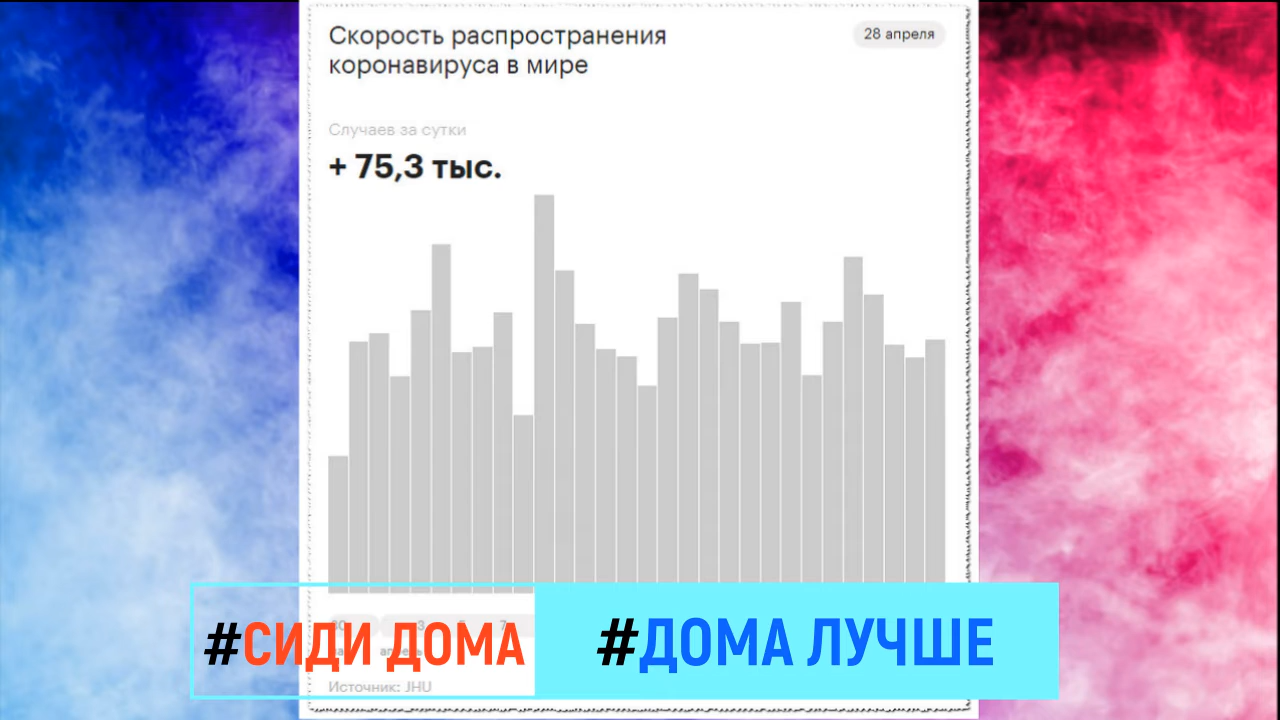 Скорость распространения
коронавируса в мире
28 апреля
Случаев за сутки
+ 75,3 тыс.
#СИДИ ДОМА
#ДОМА ЛУЧШЕ
Источник: JHU